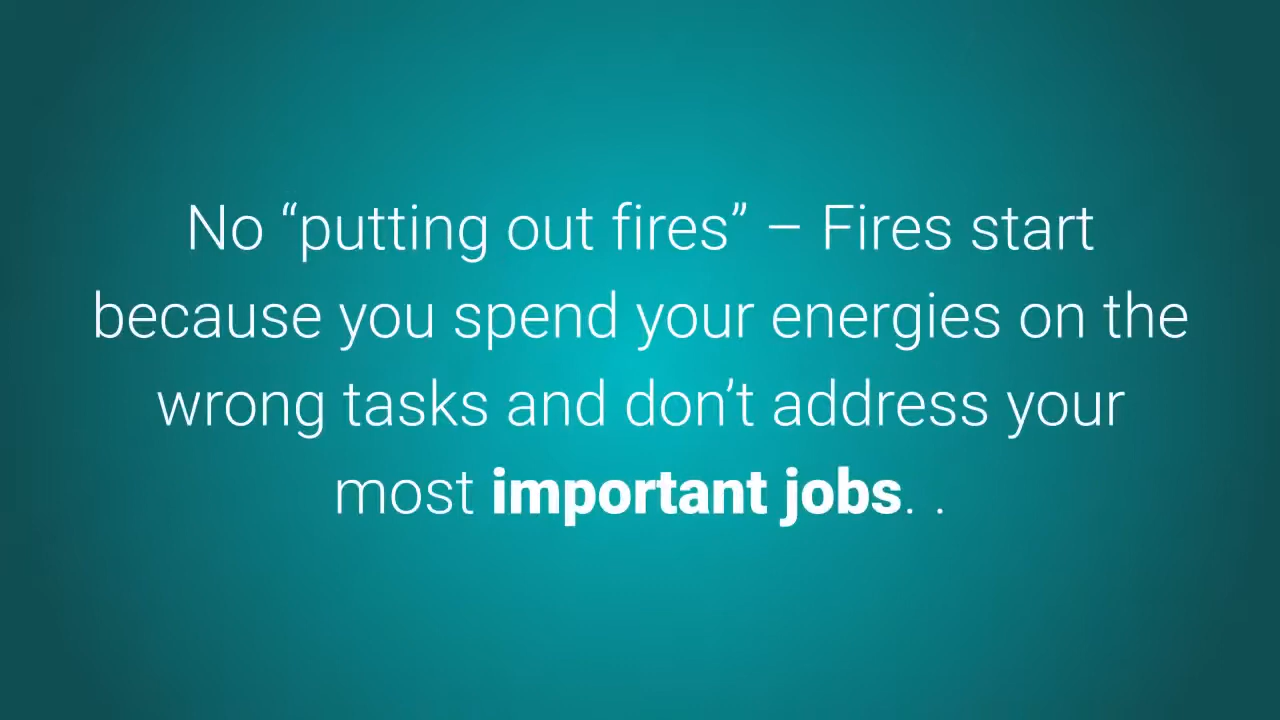 No “putting out fires” – Fires start
because you spend your energies on the
wrong tasks and don’t address your
most important jobs. .